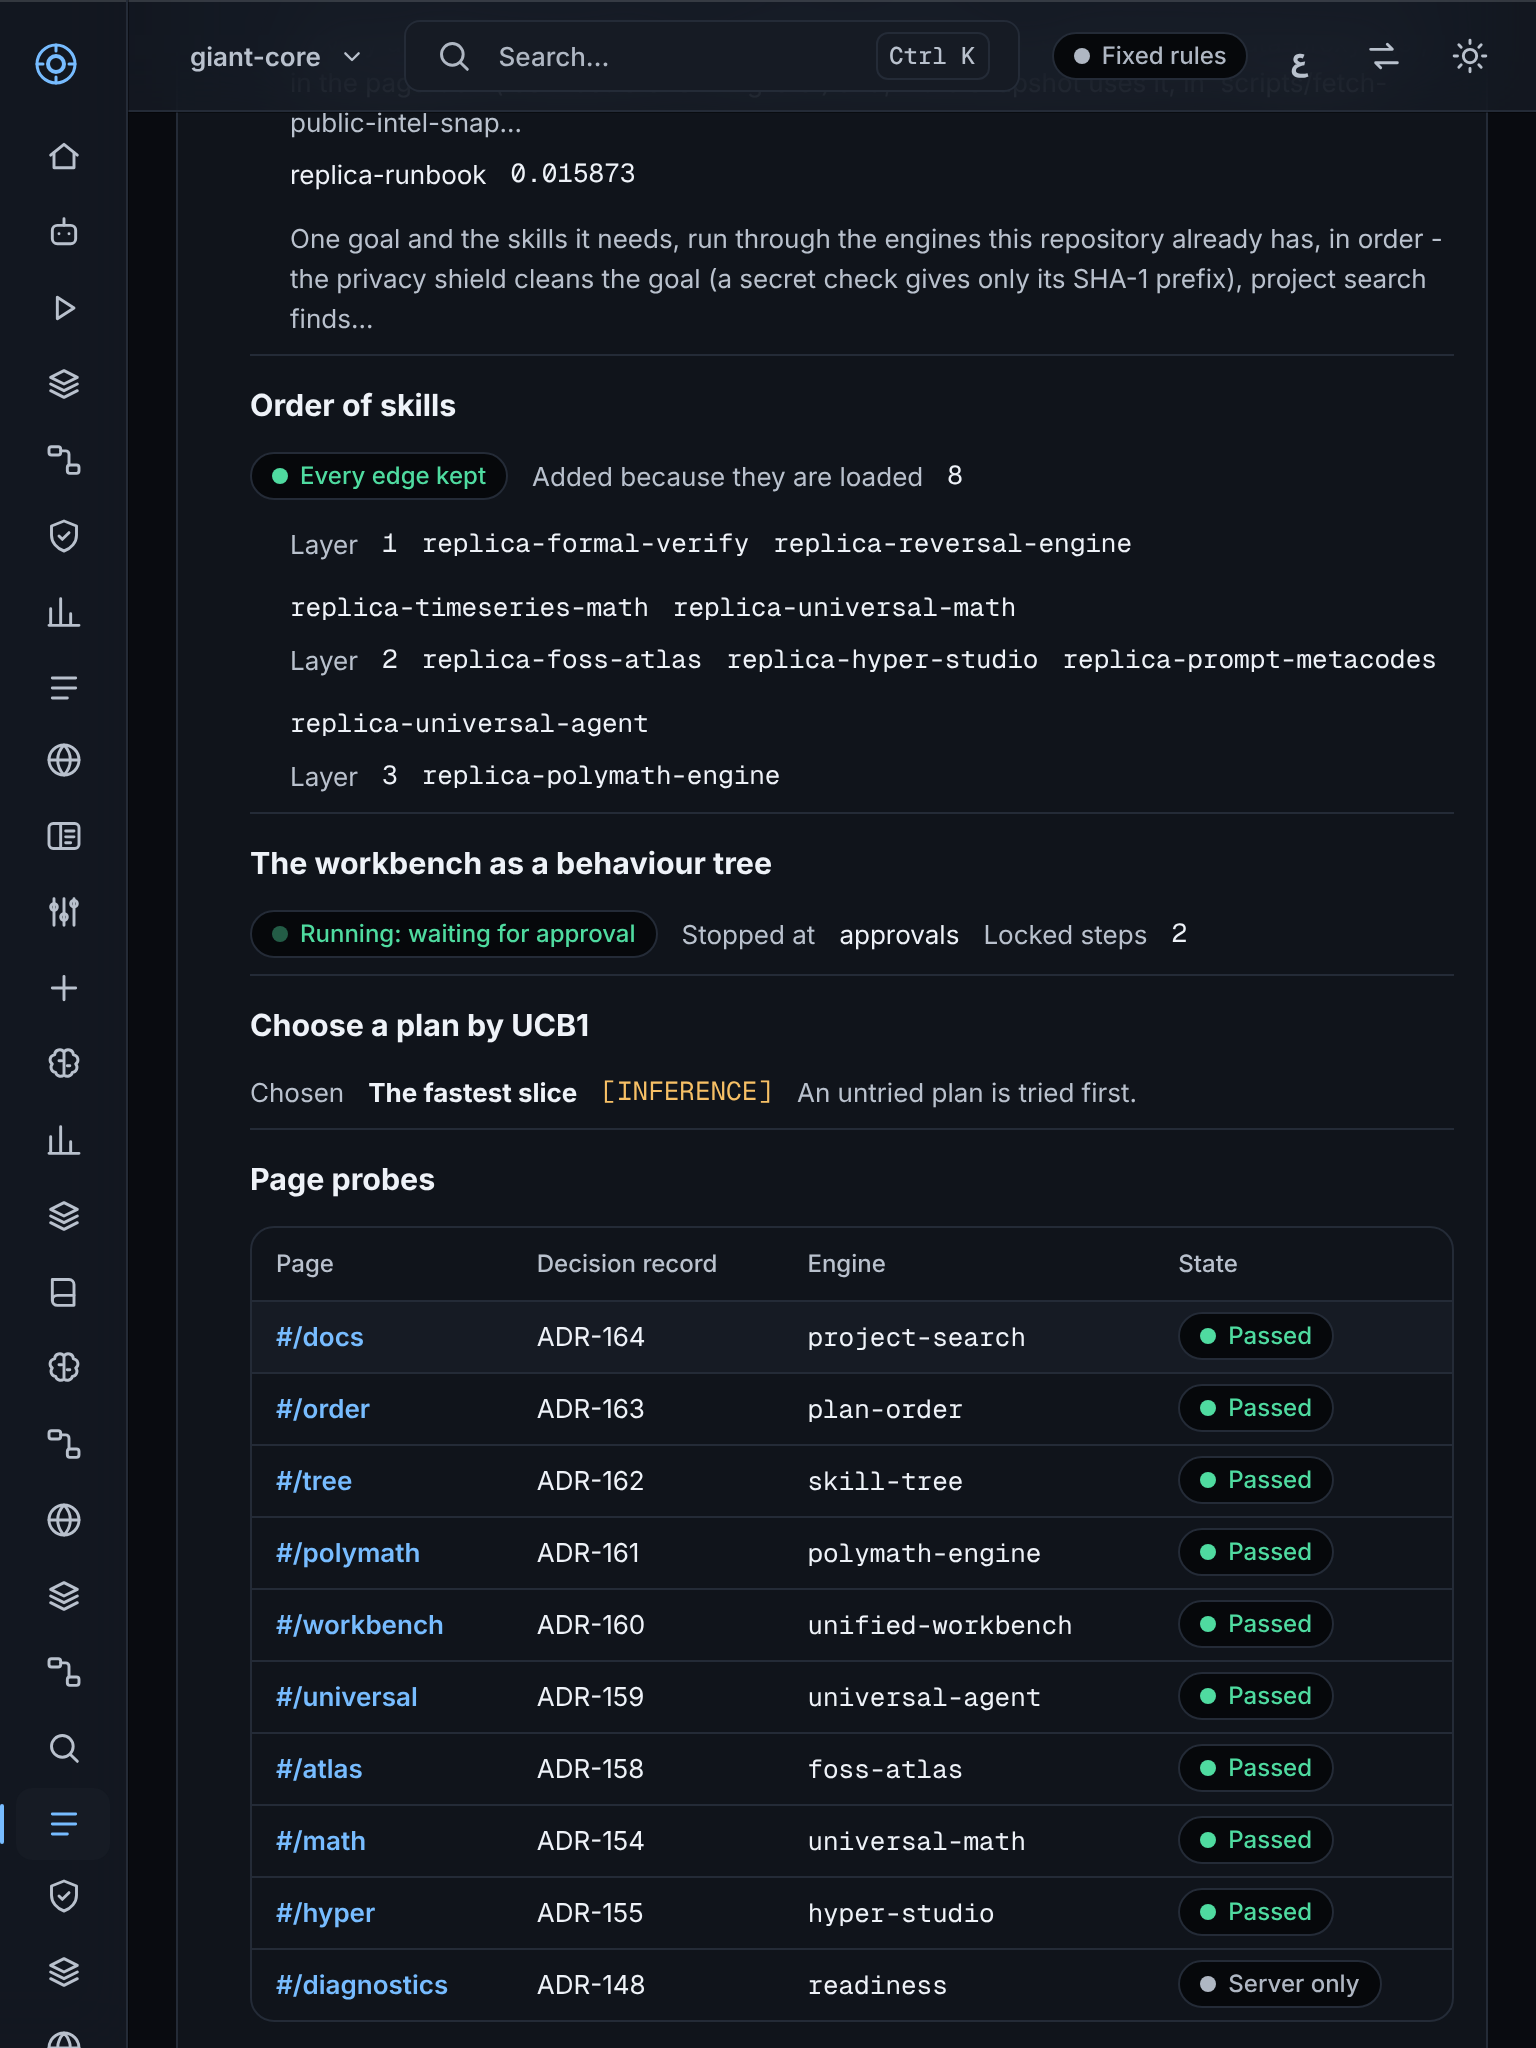 giant-core
Search...
Ctrl K
Fixed rules
ع
public-intel-snap...
replica-runbook 0.015873
One goal and the skills it needs, run through the engines this repository already has, in order -
the privacy shield cleans the goal (a secret check gives only its SHA-1 prefix), project search
finds...
Order of skills
Every edge kept Added because they are loaded 8
Layer 1 replica-formal-verify replica-reversal-engine
replica-timeseries-math replica-universal-math
Layer 2 replica-foss-atlas replica-hyper-studio replica-prompt-metacodes
replica-universal-agent
Layer 3 replica-polymath-engine
The workbench as a behaviour tree
Running: waiting for approval Stopped at approvals Locked steps 2
Choose a plan by UCB1
Chosen The fastest slice [INFERENCE] An untried plan is tried first.
Page probes
Page Decision record Engine State
#/docs ADR-164 project-search Passed
#/order ADR-163 plan-order Passed
#/tree ADR-162 skill-tree Passed
#/polymath ADR-161 polymath-engine Passed
#/workbench ADR-160 unified-workbench Passed
#/universal ADR-159 universal-agent Passed
#/atlas ADR-158 foss-atlas Passed
#/math ADR-154 universal-math Passed
#/hyper ADR-155 hyper-studio Passed
#/diagnostics ADR-148 readiness Server only